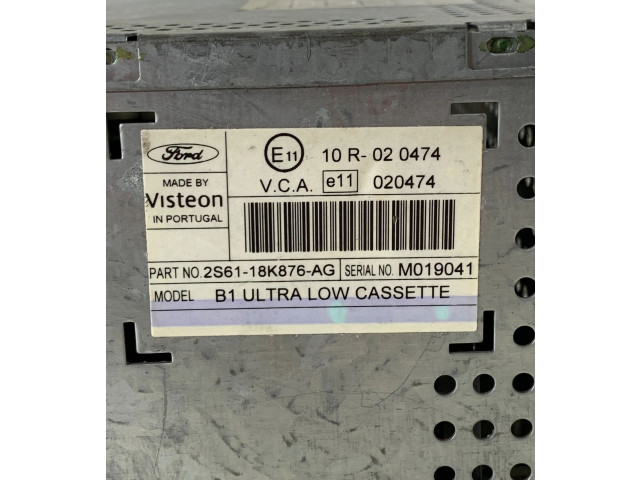 Ford
E11 10 R- 02 0474
MADE BY
V.C.A. e11 020474
Visteon
IN PORTUGAL
PART NO. 2S61-18K876-AG SERIAL NO. M019041
MODEL B1 ULTRA LOW CASSETTE